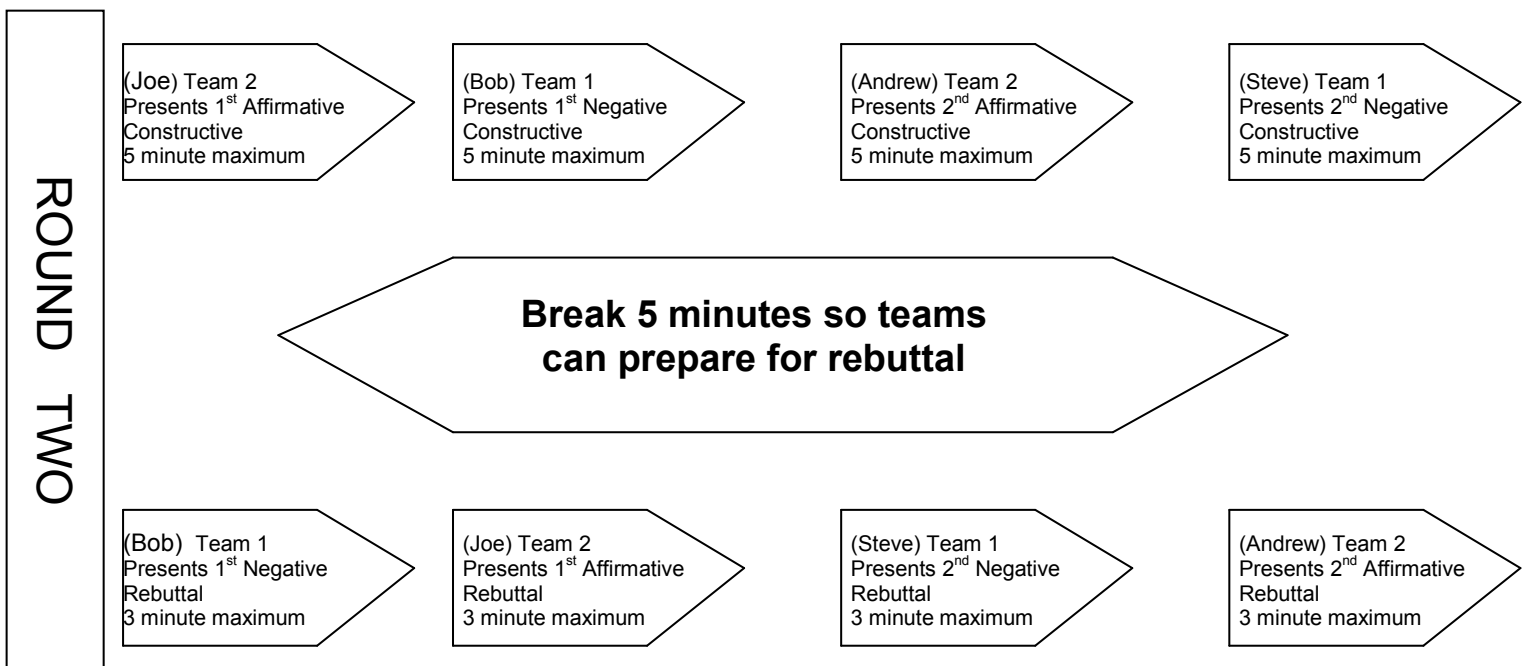 ROUND TWO
(Joe) Team 2
Presents 1st Affirmative
Constructive
5 minute maximum
(Bob) Team 1
Presents 1st Negative
Constructive
5 minute maximum
(Andrew) Team 2
Presents 2nd Affirmative
Constructive
5 minute maximum
(Steve) Team 1
Presents 2nd Negative
Constructive
5 minute maximum
Break 5 minutes so teams
can prepare for rebuttal
(Bob) Team 1
Presents 1st Negative
Rebuttal
3 minute maximum
(Joe) Team 2
Presents 1st Affirmative
Rebuttal
3 minute maximum
(Steve) Team 1
Presents 2nd Negative
Rebuttal
3 minute maximum
(Andrew) Team 2
Presents 2nd Affirmative
Rebuttal
3 minute maximum